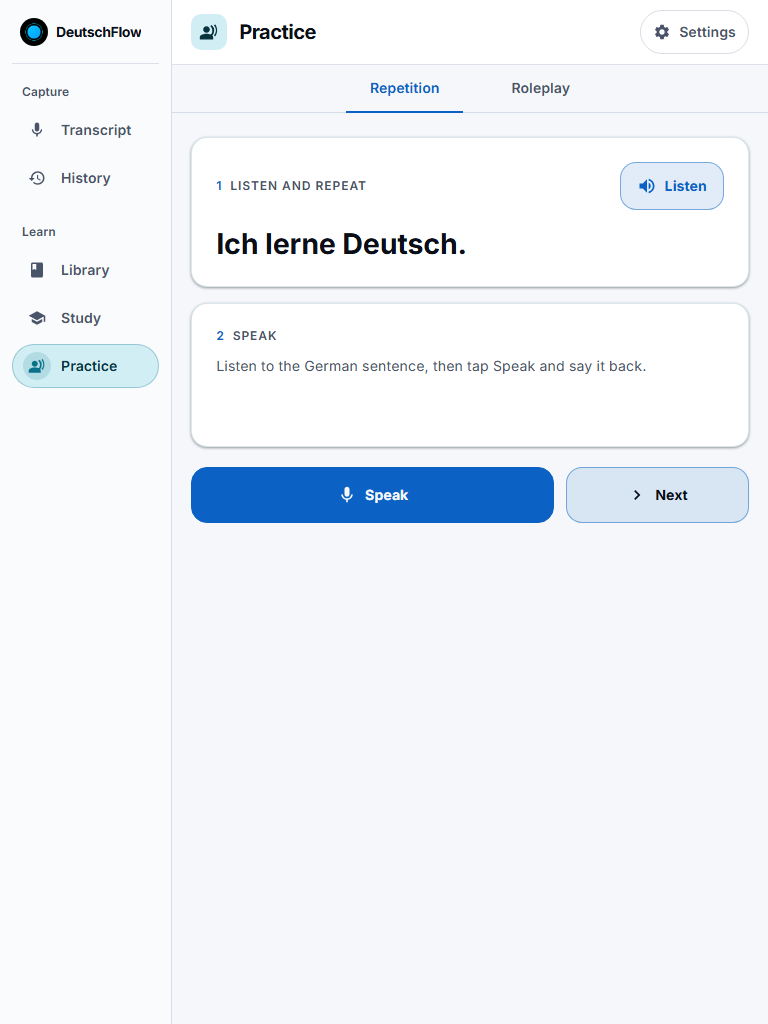 DeutschFlow
Capture
Transcript
History
Learn
Library
Study
Practice
Practice
Settings
Repetition
Roleplay
1 LISTEN AND REPEAT
Listen
Ich lerne Deutsch.
2 SPEAK
Listen to the German sentence, then tap Speak and say it back.
Speak
Next